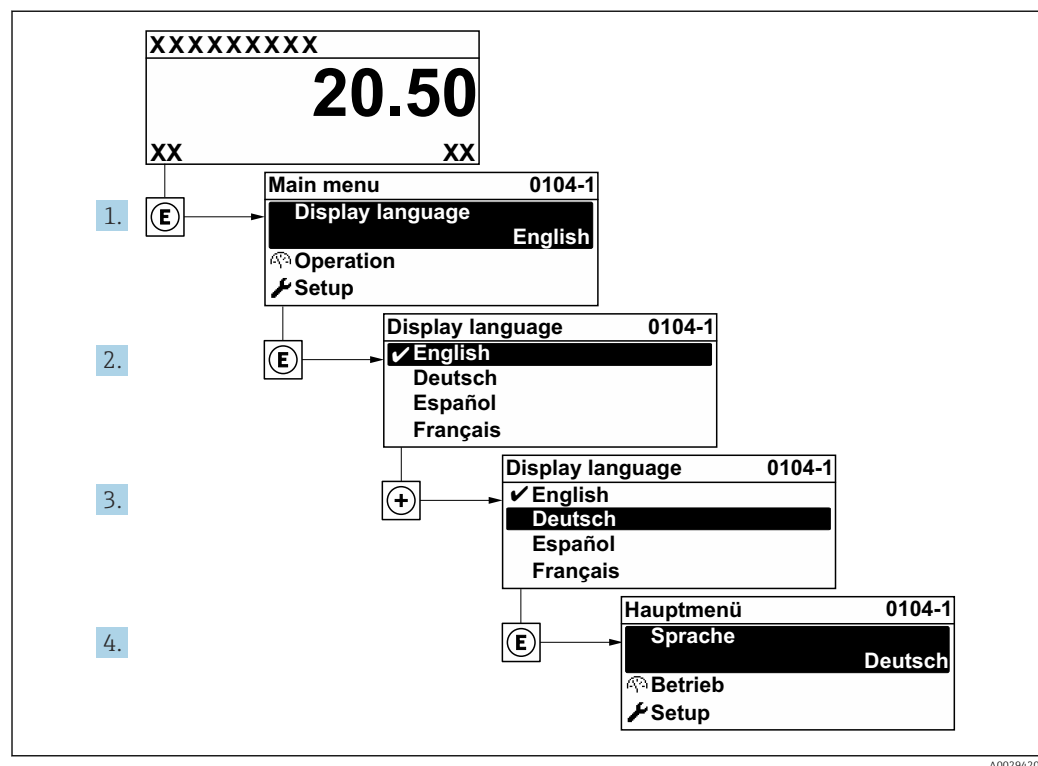 XXXXXXXXX
20.50
XX XX
1.
E
Main menu 0104-1
Display language
English
Operation
Setup
2.
E
Display language 0104-1
✔ English
Deutsch
Español
Français
3.
+
Display language 0104-1
✔ English
Deutsch
Español
Français
4.
E
Hauptmenü 0104-1
Sprache
Deutsch
Betrieb
Setup
A0029420